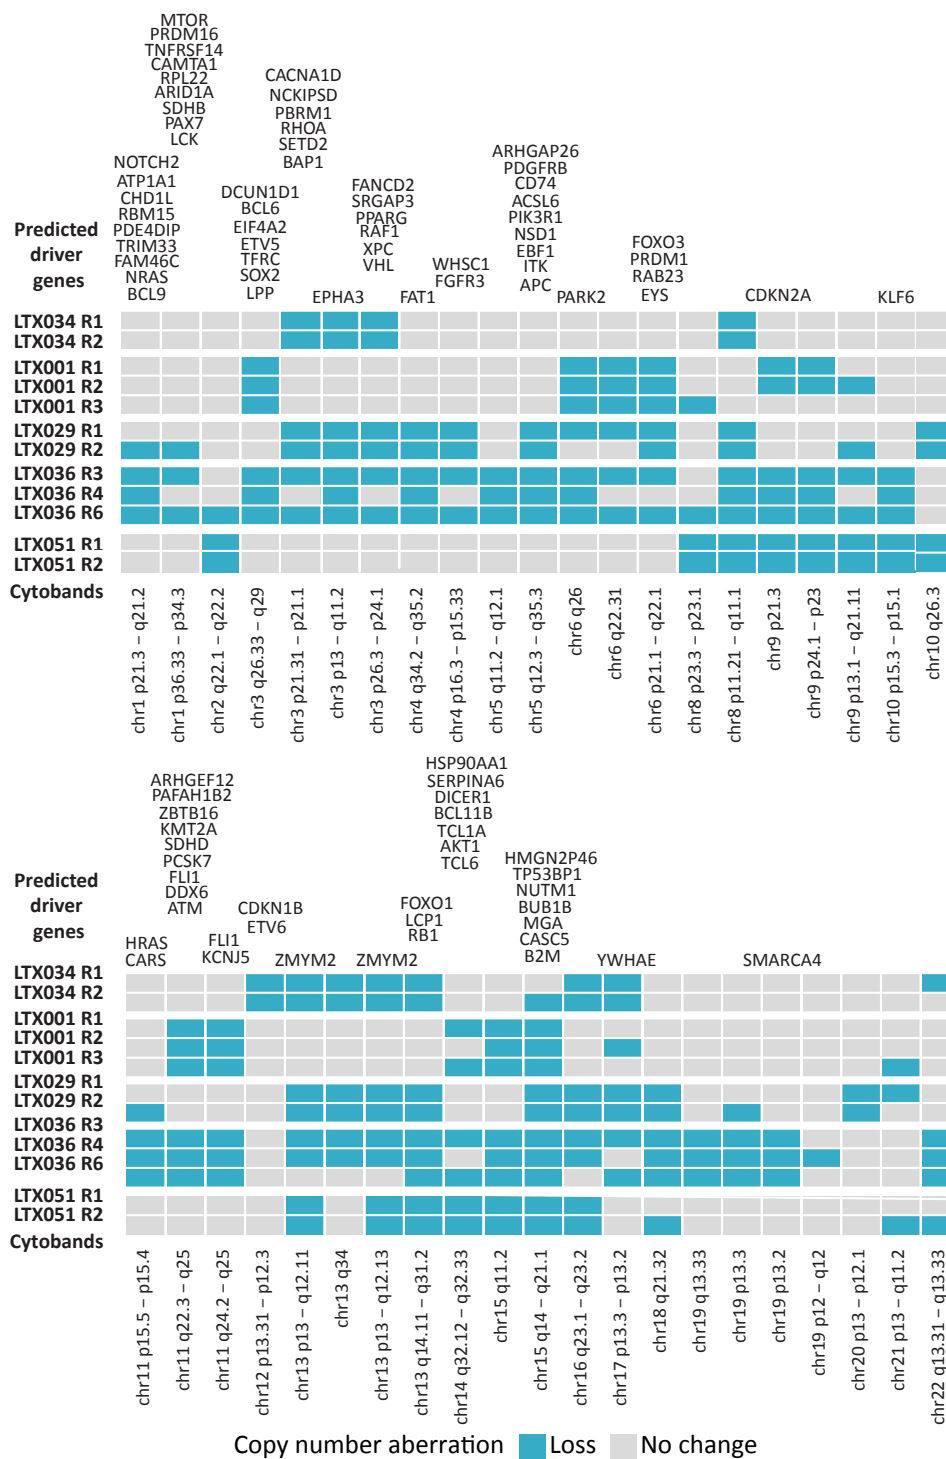 MTOR
PRDM16
TNFRSF14
CAMTA1
RPL22
ARID1A
SDHB
PAX7
LCK
NOTCH2
ATP1A1
CHD1L
RBM15
PDE4DIP
TRIM33
FAM46C
NRAS
BCL9
DCUN1D1
BCL6
EIF4A2
ETV5
TFRC
SOX2
LPP
CACNA1D
NCKIPSD
PBRM1
RHOA
SETD2
BAP1
EPHA3
FANCD2
SRGAP3
PPARG
RAF1
XPC
VHL
FAT1
WHSC1
FGFR3
ARHGAP26
PDGFRB
CD74
ACSL6
PIK3R1
NSD1
EBF1
ITK
APC
PARK2
FOXO3
PRDM1
RAB23
EYS
CDKN2A
KLF6
Predicted
driver
genes
LTX034 R1
LTX034 R2
LTX001 R1
LTX001 R2
LTX001 R3
LTX029 R1
LTX029 R2
LTX036 R3
LTX036 R4
LTX036 R6
LTX051 R1
LTX051 R2
Cytobands
chr1 p21.3 – q21.2
chr1 p36.33 – p34.3
chr2 q22.1 – q22.2
chr3 q26.33 – q29
chr3 p21.31 – p21.1
chr3 p13 – q11.2
chr3 p26.3 – p24.1
chr4 q34.2 – q35.2
chr4 p16.3 – p15.33
chr5 q11.2 – q12.1
chr5 q12.3 – q35.3
chr6 q26
chr6 q22.31
chr6 p21.1 – q22.1
chr8 p23.3 – p23.1
chr8 p11.21 – q11.1
chr9 p21.3
chr9 p24.1 – p23
chr9 p13.1 – q21.11
chr10 p15.3 – p15.1
chr10 q26.3
Predicted
driver
genes
HRAS
CARS
ARHGEF12
PAFAH1B2
ZBTB16
KMT2A
SDHD
PCSK7
FLI1
DDX6
ATM
FLI1
KCNJ5
CDKN1B
ETV6
ZMYM2
ZMYM2
FOXO1
LCP1
RB1
HSP90AA1
SERPINA6
DICER1
BCL11B
TCL1A
AKT1
TCL6
HMGN2P46
TP53BP1
NUTM1
BUB1B
MGA
CASC5
B2M
YWHAE
SMARCA4
LTX034 R1
LTX034 R2
LTX001 R1
LTX001 R2
LTX001 R3
LTX029 R1
LTX029 R2
LTX036 R3
LTX036 R4
LTX036 R6
LTX051 R1
LTX051 R2
Cytobands
chr11 p15.5 – p15.4
chr11 q22.3 – q25
chr11 q24.2 – q25
chr12 p13.31 – p12.3
chr13 p13 – q12.11
chr13 q34
chr13 p13 – q12.13
chr13 q14.11 – q31.2
chr14 q32.12 – q32.33
chr15 q11.2
chr15 q14 – q21.1
chr16 q23.1 – q23.2
chr17 p13.3 – p13.2
chr18 q21.32
chr19 q13.33
chr19 p13.3
chr19 p13.2
chr19 p12 – q12
chr20 p13 – p12.1
chr21 p13 – q11.2
chr22 q13.31 – q13.33
Copy number aberration Loss No change